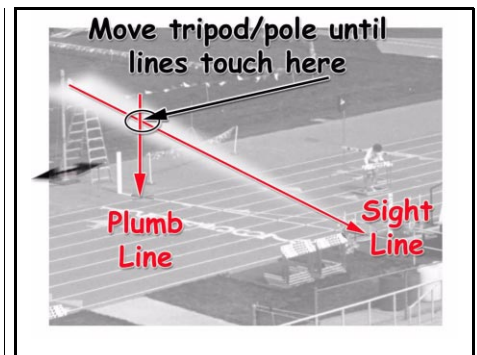 Move tripod/pole until
lines touch here
Plumb
Line
Sight
Line